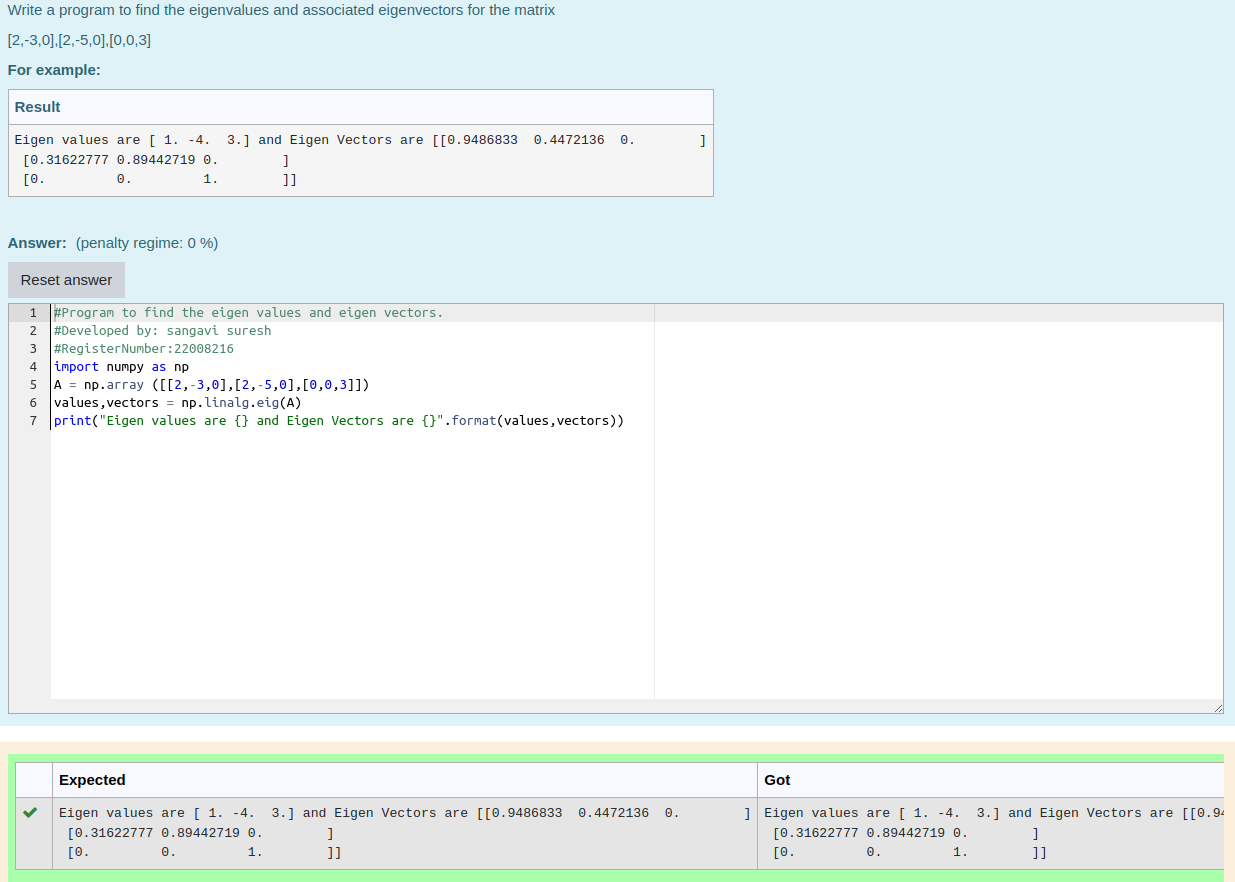 Write a program to find the eigenvalues and associated eigenvectors for the matrix
[2,-3,0],[2,-5,0],[0,0,3]
For example:
Result
Eigen values are [ 1. -4.  3.] and Eigen Vectors are [[0.9486833  0.4472136  0.        ]
 [0.31622777 0.89442719 0.        ]
 [0.         0.         1.        ]]
Answer: (penalty regime: 0 %)
Reset answer
1 #Program to find the eigen values and eigen vectors.
2 #Developed by: sangavi suresh
3 #RegisterNumber:22008216
4 import numpy as np
5 A = np.array ([[2,-3,0],[2,-5,0],[0,0,3]])
6 values,vectors = np.linalg.eig(A)
7 print("Eigen values are {} and Eigen Vectors are {}".format(values,vectors))
Expected Got
Eigen values are [ 1. -4.  3.] and Eigen Vectors are [[0.9486833  0.4472136  0.        ] Eigen values are [ 1. -4.  3.] and Eigen Vectors are [[0.94
 [0.31622777 0.89442719 0.        ] [0.31622777 0.89442719 0.        ]
 [0.         0.         1.        ]] [0.         0.         1.        ]]